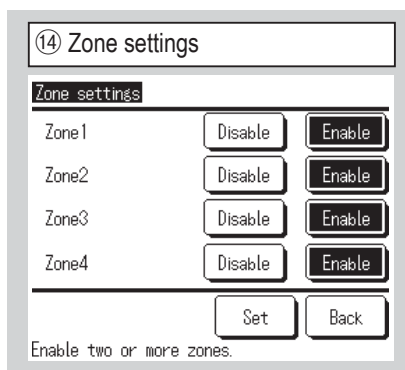 ⑭ Zone settings
Zone settings
Zone1 Disable Enable
Zone2 Disable Enable
Zone3 Disable Enable
Zone4 Disable Enable
Set Back
Enable two or more zones.